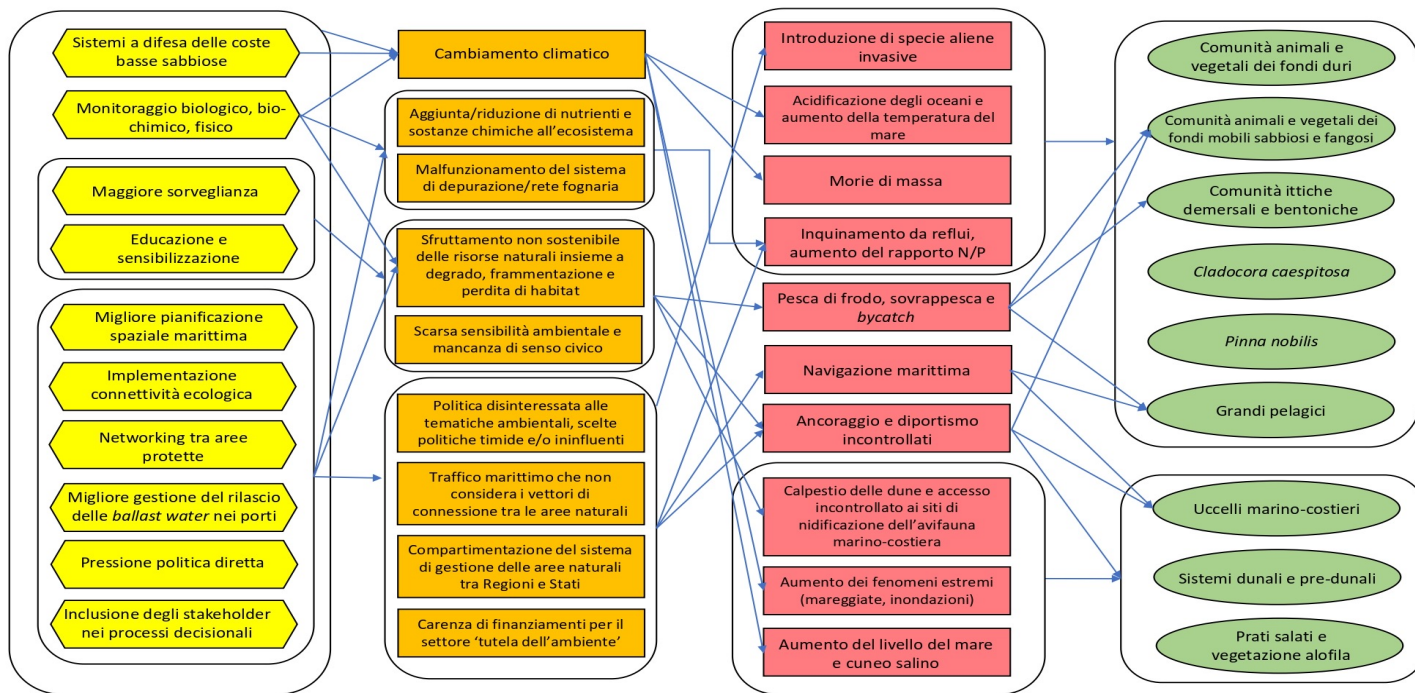 Sistemi a difesa delle coste
basse sabbiose
Monitoraggio biologico, bio-
chimico, fisico
Maggiore sorveglianza
Educazione e
sensibilizzazione
Migliore pianificazione
spaziale marittima
Implementazione
connettività ecologica
Networking tra aree
protette
Migliore gestione del rilascio
delle ballast water nei porti
Pressione politica diretta
Inclusione degli stakeholder
nei processi decisionali
Cambiamento climatico
Aggiunta/riduzione di nutrienti e
sostanze chimiche all’ecosistema
Malfunzionamento del sistema
di depurazione/rete fognaria
Sfruttamento non sostenibile
delle risorse naturali insieme a
degrado, frammentazione e
perdita di habitat
Scarsa sensibilità ambientale e
mancanza di senso civico
Politica disinteressata alle
tematiche ambientali, scelte
politiche timide e/o ininfluenti
Traffico marittimo che non
considera i vettori di
connessione tra le aree naturali
Compartimentazione del sistema
di gestione delle aree naturali
tra Regioni e Stati
Carenza di finanziamenti per il
settore ‘tutela dell’ambiente’
Introduzione di specie aliene
invasive
Acidificazione degli oceani e
aumento della temperatura del
mare
Morie di massa
Inquinamento da reflui,
aumento del rapporto N/P
Pesca di frodo, sovrappesca e
bycatch
Navigazione marittima
Ancoraggio e diportismo
incontrollati
Calpestio delle dune e accesso
incontrollato ai siti di
nidificazione dell’avifauna
marino-costiera
Aumento dei fenomeni estremi
(mareggiate, inondazioni)
Aumento del livello del mare
e cuneo salino
Comunità animali e
vegetali dei fondi duri
Comunità animali e vegetali dei
fondi mobili sabbiosi e fangosi
Comunità ittiche
demersali e bentoniche
Cladocora caespitosa
Pinna nobilis
Grandi pelagici
Uccelli marino-costieri
Sistemi dunali e pre-dunali
Prati salati e
vegetazione alofila